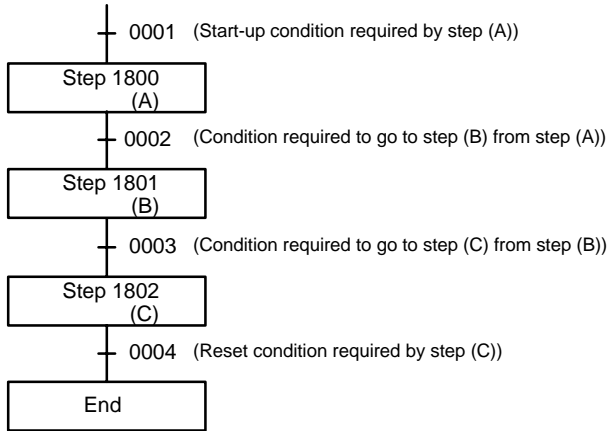 0001 (Start-up condition required by step (A))
Step 1800
(A)
0002 (Condition required to go to step (B) from step (A))
Step 1801
(B)
0003 (Condition required to go to step (C) from step (B))
Step 1802
(C)
0004 (Reset condition required by step (C))
End